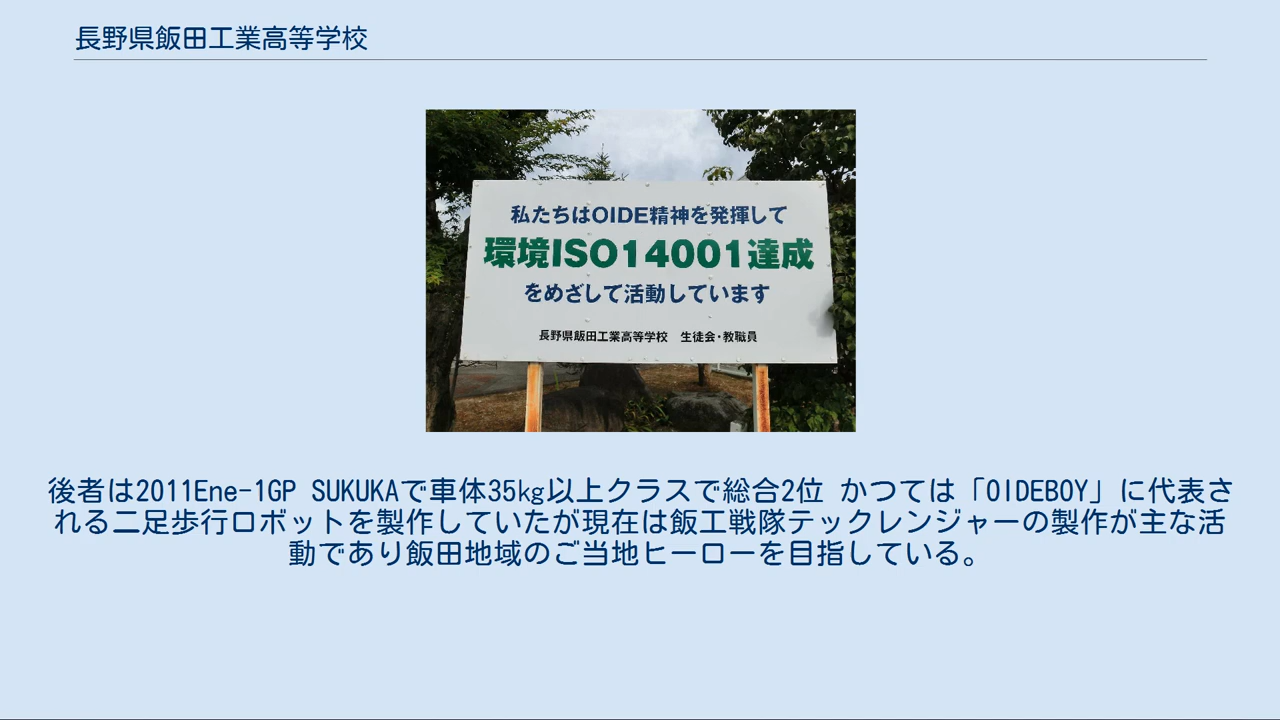 長野県飯田工業高等学校
私たちはOIDE精神を発揮して
環境ISO14001達成
をめざして活動しています
長野県飯田工業高等学校 生徒会・教職員
後者は2011Ene-1GP SUKUKAで車体35㎏以上クラスで総合2位 かつては「OIDEBOY」に代表さ
れる二足歩行ロボットを製作していたが現在は飯工戦隊テックレンジャーの製作が主な活
動であり飯田地域のご当地ヒーローを目指している。